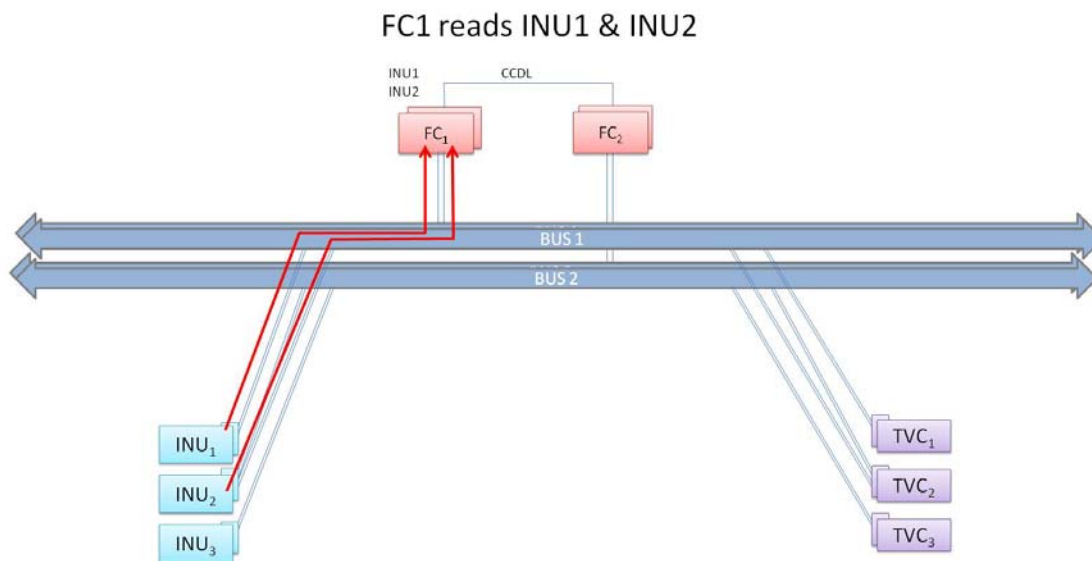 FC1 reads INU1 & INU2
INU1
INU2
CCDL
FC₁
FC₂
BUS 1
BUS 2
INU₁
INU₂
INU₃
TVC₁
TVC₂
TVC₃